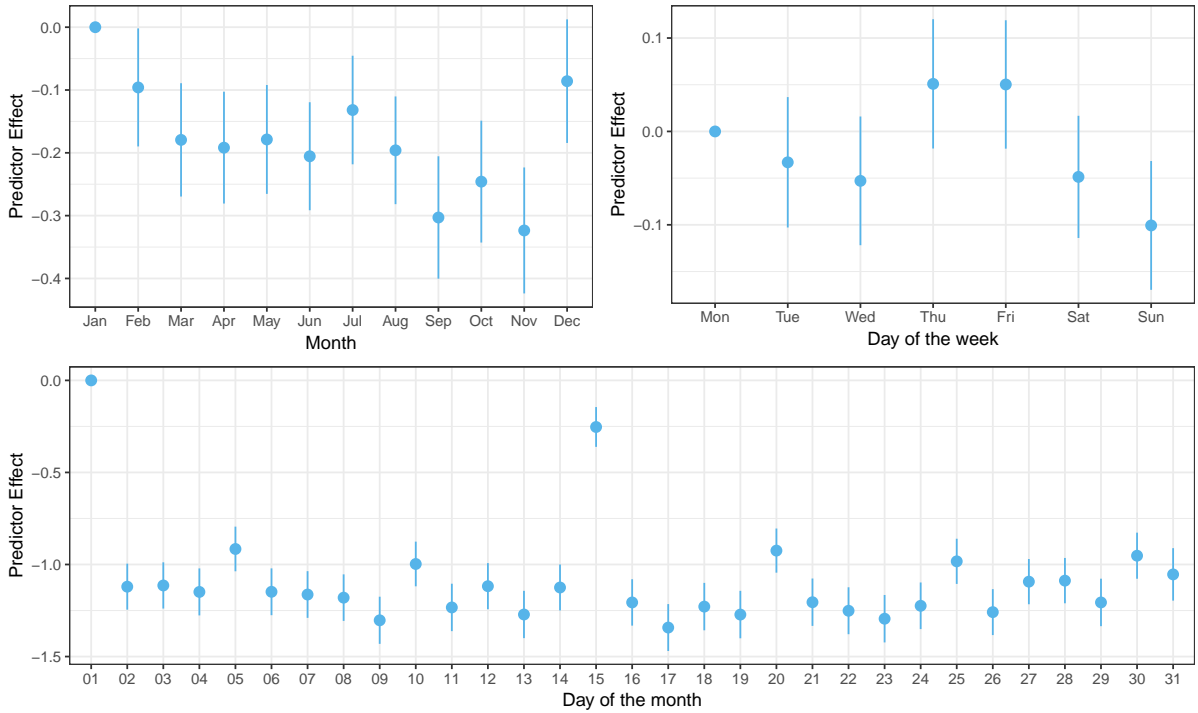 0.0
−0.1
−0.2
−0.3
−0.4
Predictor Effect
Jan Feb Mar Apr May Jun Jul Aug Sep Oct Nov Dec
Month
0.1
0.0
−0.1
Predictor Effect
Mon Tue Wed Thu Fri Sat Sun
Day of the week
0.0
−0.5
−1.0
−1.5
Predictor Effect
01 02 03 04 05 06 07 08 09 10 11 12 13 14 15 16 17 18 19 20 21 22 23 24 25 26 27 28 29 30 31
Day of the month